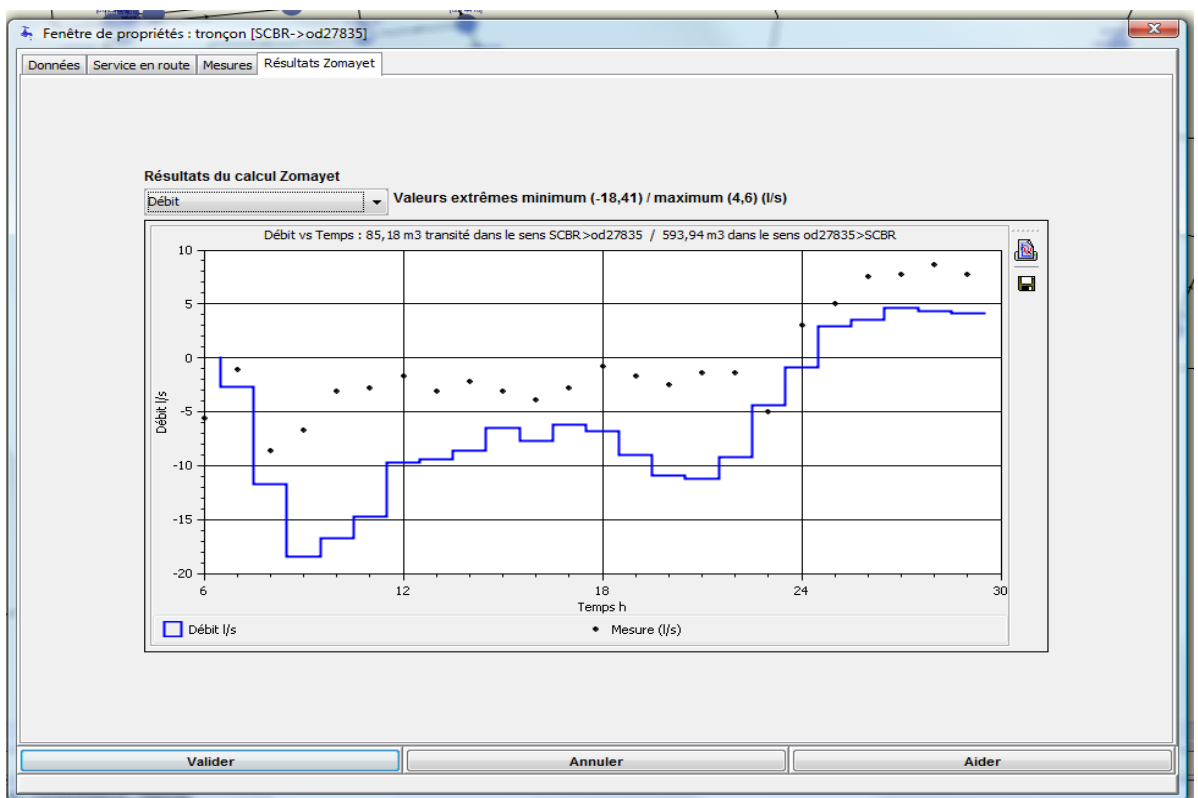 Fenêtre de propriétés : tronçon [SCBR->od27835]
Données Service en route Mesures Résultats Zomayet
Résultats du calcul Zomayet
Débit Valeurs extrêmes minimum (-18,41) / maximum (4,6) (l/s)
Débit vs Temps : 85,18 m3 transité dans le sens SCBR>od27835 / 593,94 m3 dans le sens od27835>SCBR
10
5
0
-5
-10
-15
-20
Débit l/s
6 12 18 24 30
Temps h
Débit l/s Mesure (l/s)
Valider Annuler Aider